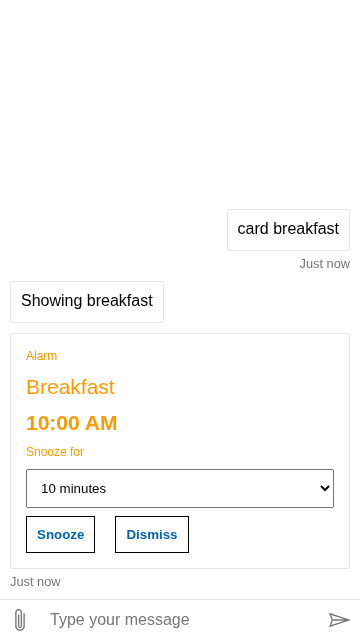 card breakfast
Just now
Showing breakfast
Alarm
Breakfast
10:00 AM
Snooze for
10 minutes
Snooze Dismiss
Just now
Type your message